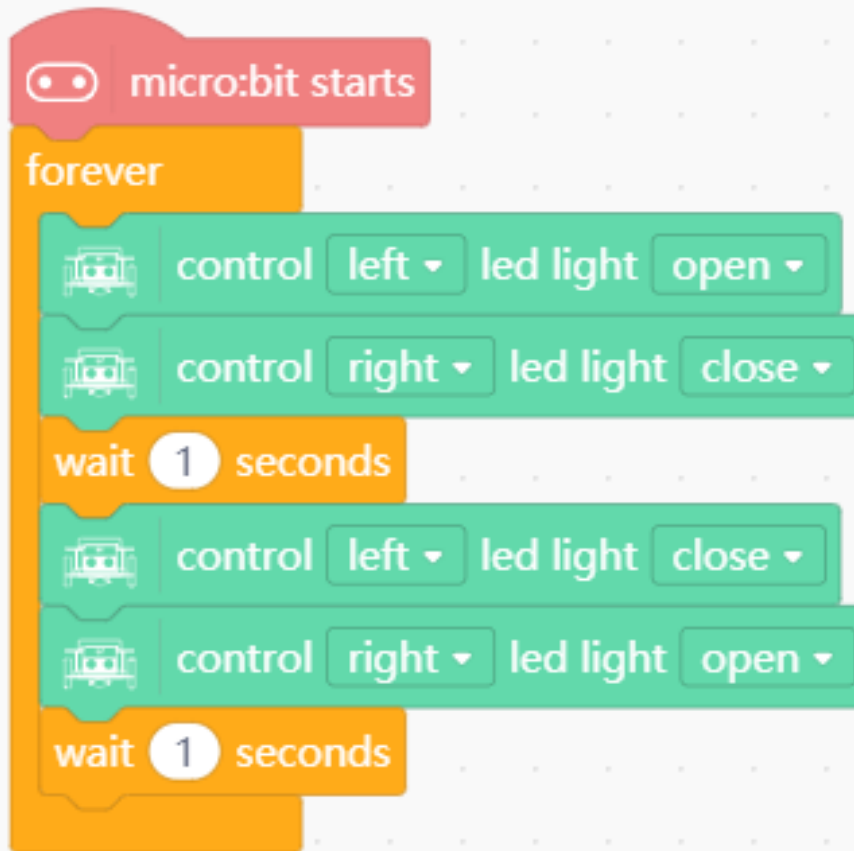 micro:bit starts
forever
control left led light open
control right led light close
wait 1 seconds
control left led light close
control right led light open
wait 1 seconds